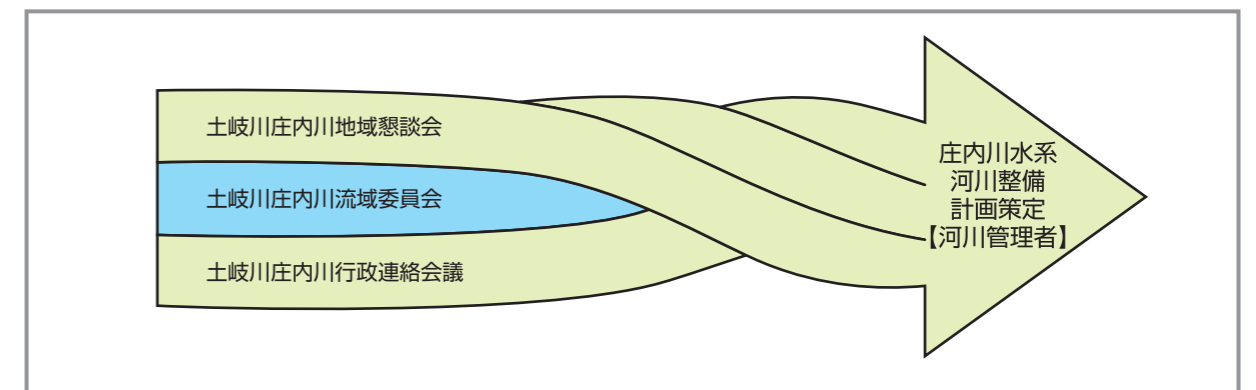 土岐川庄内川地域懇談会
土岐川庄内川流域委員会
土岐川庄内川行政連絡会議
庄内川水系
河川整備
計画策定
【河川管理者】